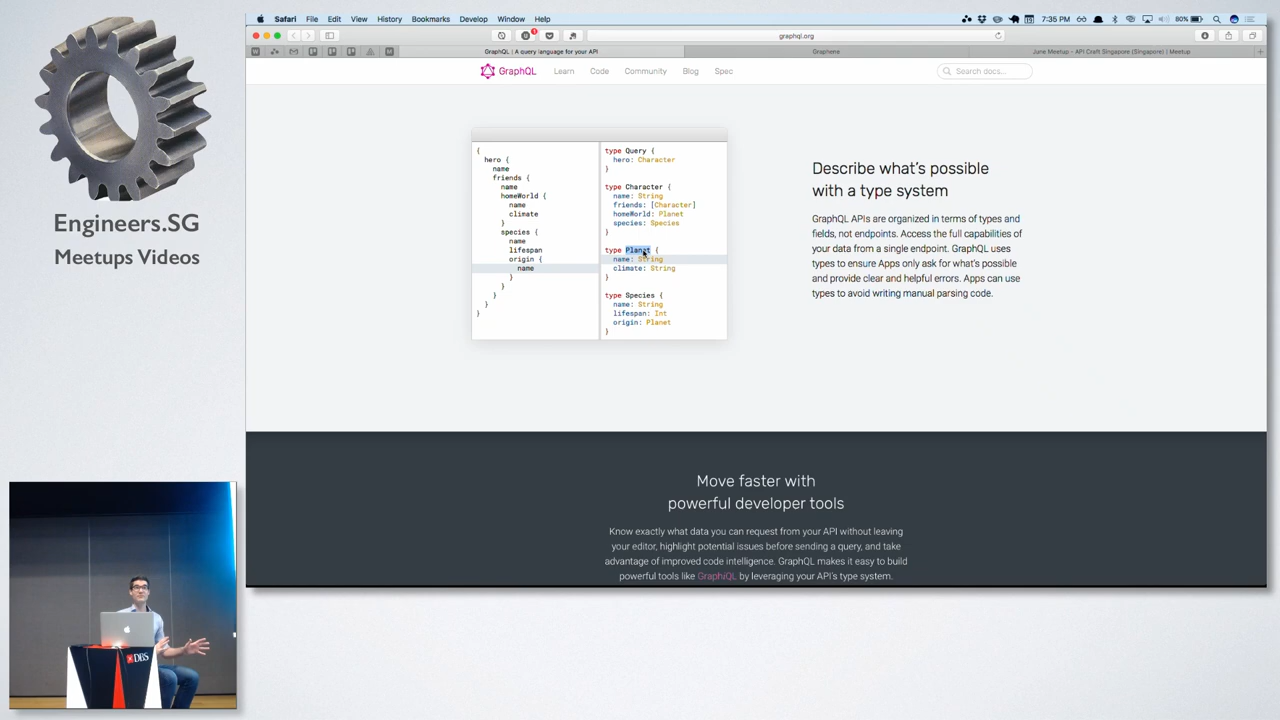 Engineers.SG
Meetups Videos
DBS
Safari File Edit View History Bookmarks Develop Window Help
7:35 PM
80%
graphql.org
GraphQL | A query language for your API
Graphene
June Meetup - API Craft Singapore (Singapore) | Meetup
GraphQL
Learn Code Community Blog Spec
Search docs...
{
hero {
name
friends {
name
homeWorld {
name
climate
}
species {
name
lifespan
origin {
name
}
}
}
}
}
type Query {
hero: Character
}
type Character {
name: String
friends: [Character]
homeWorld: Planet
species: Species
}
type Planet {
name: String
climate: String
}
type Species {
name: String
lifespan: Int
origin: Planet
}
Describe what's possible
with a type system
GraphQL APIs are organized in terms of types and
fields, not endpoints. Access the full capabilities of
your data from a single endpoint. GraphQL uses
types to ensure Apps only ask for what's possible
and provide clear and helpful errors. Apps can use
types to avoid writing manual parsing code.
Move faster with
powerful developer tools
Know exactly what data you can request from your API without leaving
your editor, highlight potential issues before sending a query, and take
advantage of improved code intelligence. GraphQL makes it easy to build
powerful tools like GraphiQL by leveraging your API's type system.